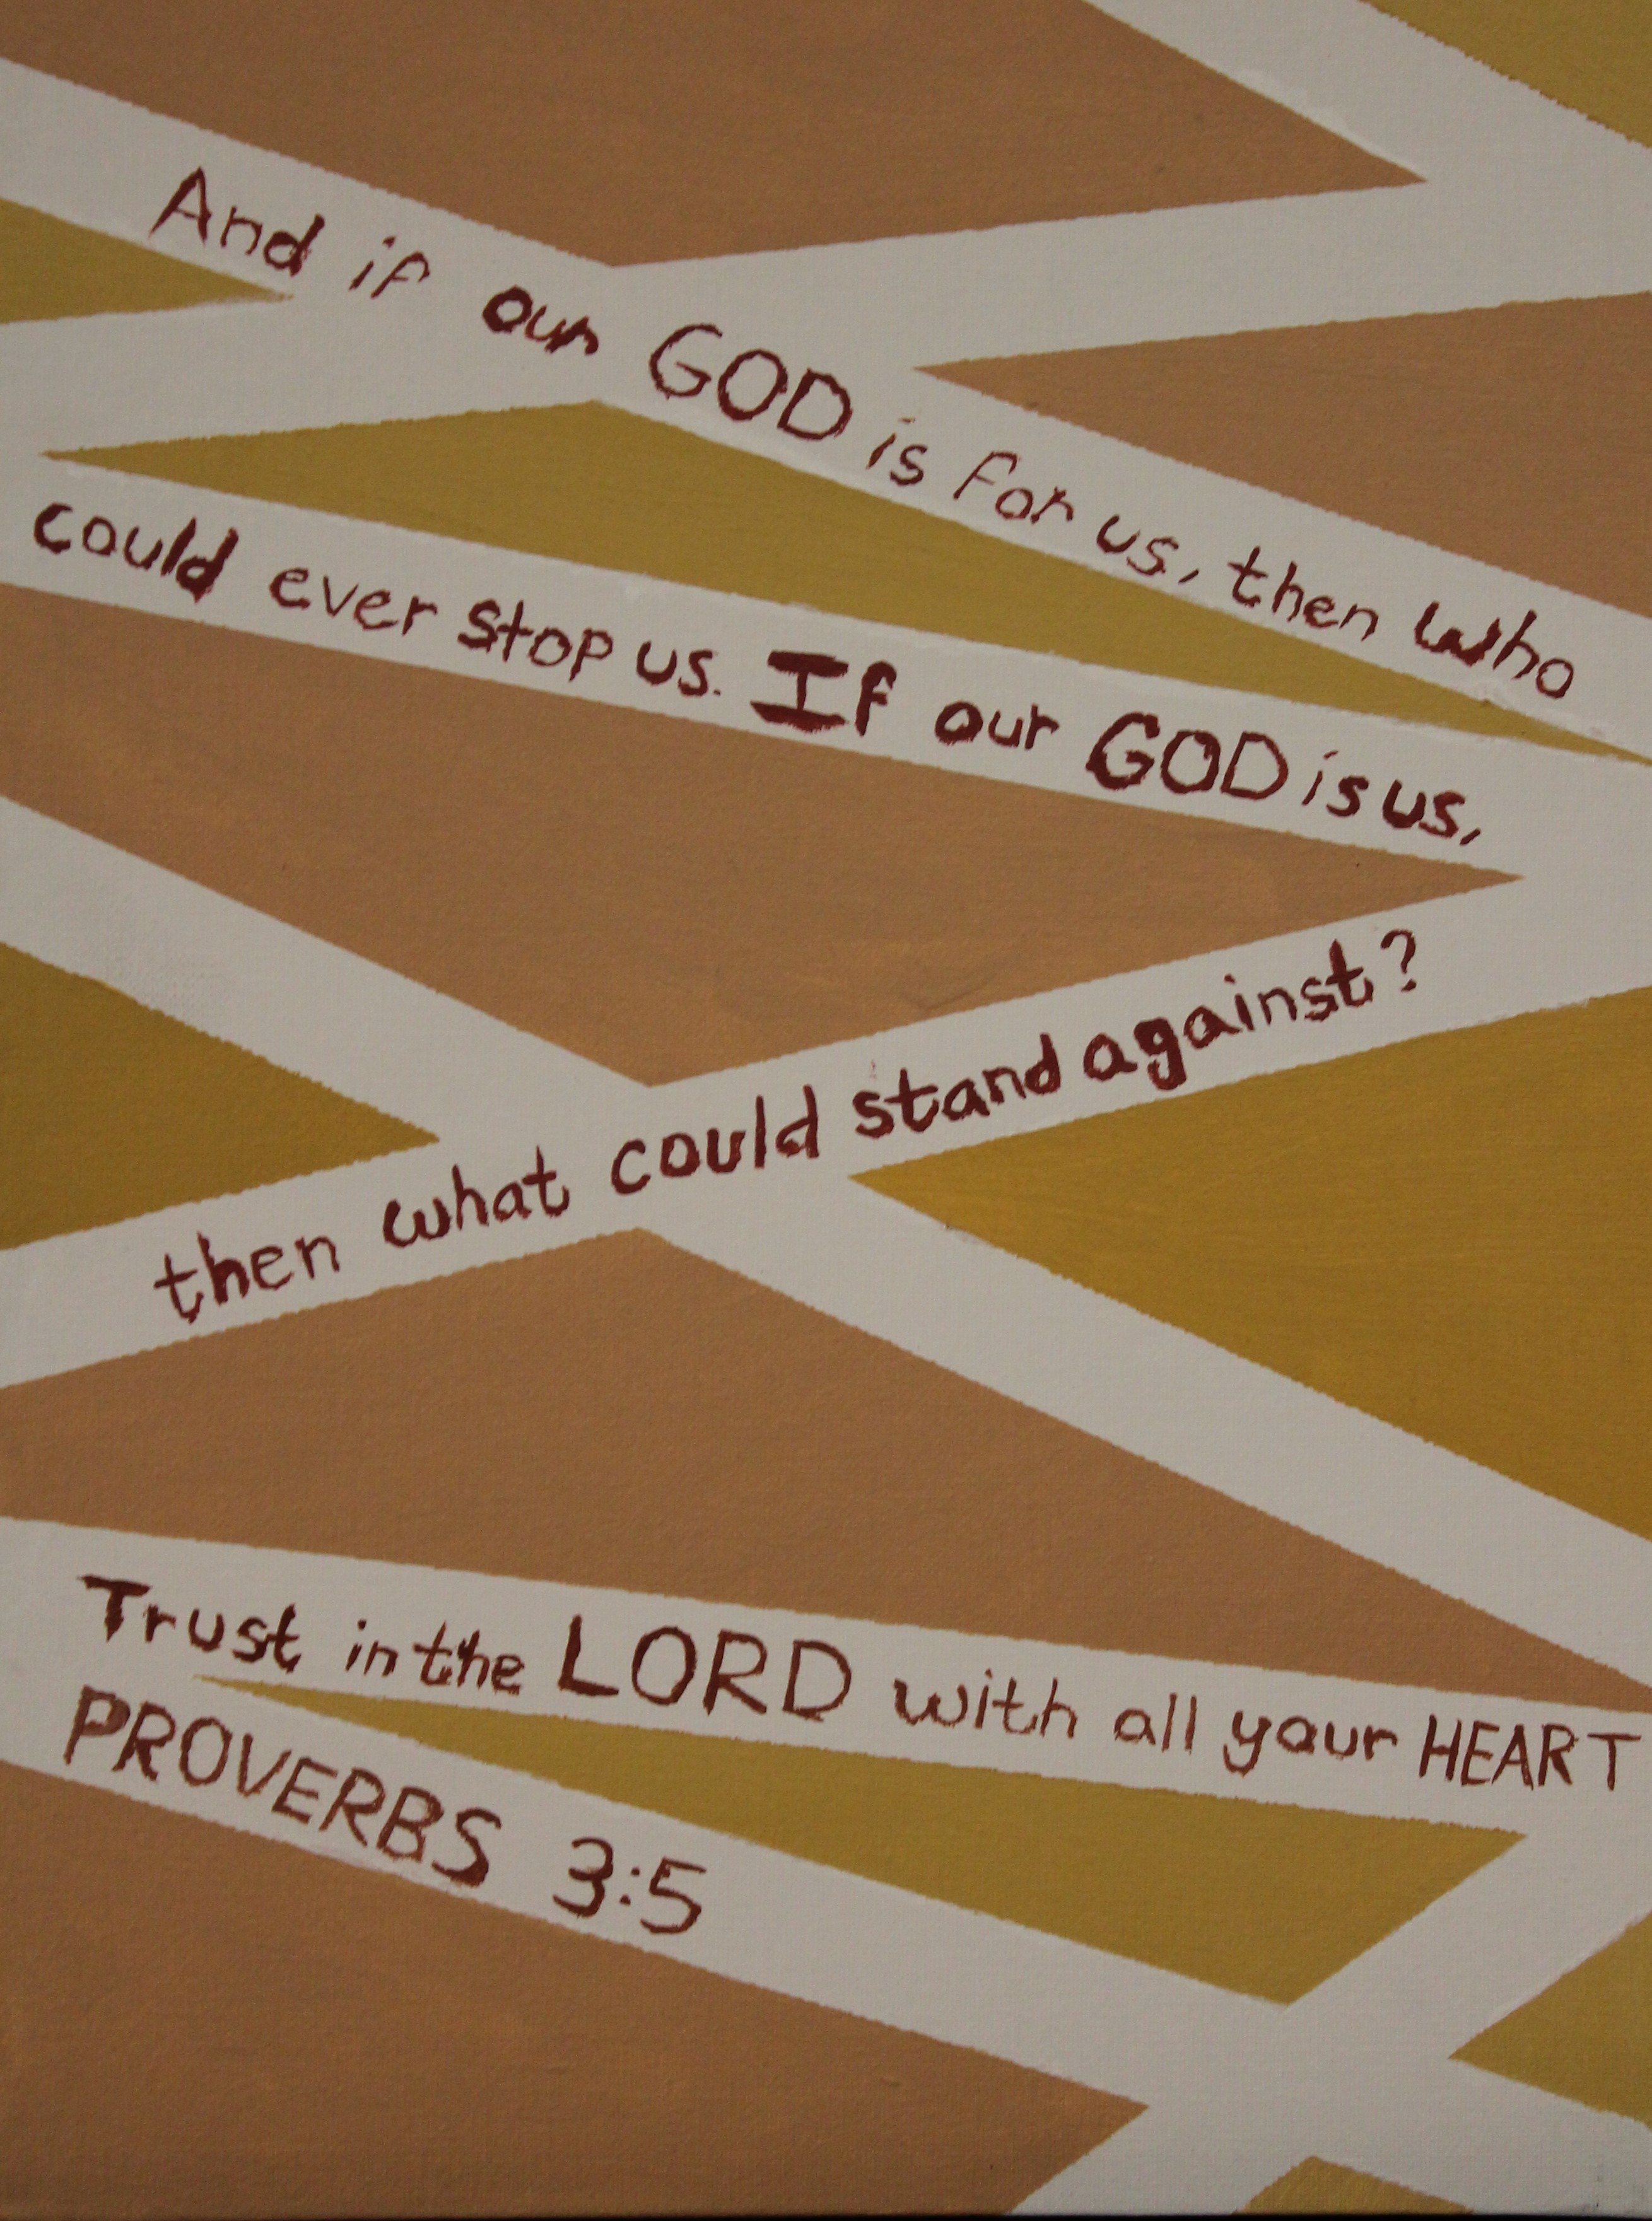 And if our GOD is for us, then who
could ever stop us. If our GOD is us,
then what could stand against?
Trust in the LORD with all your HEART
PROVERBS 3:5